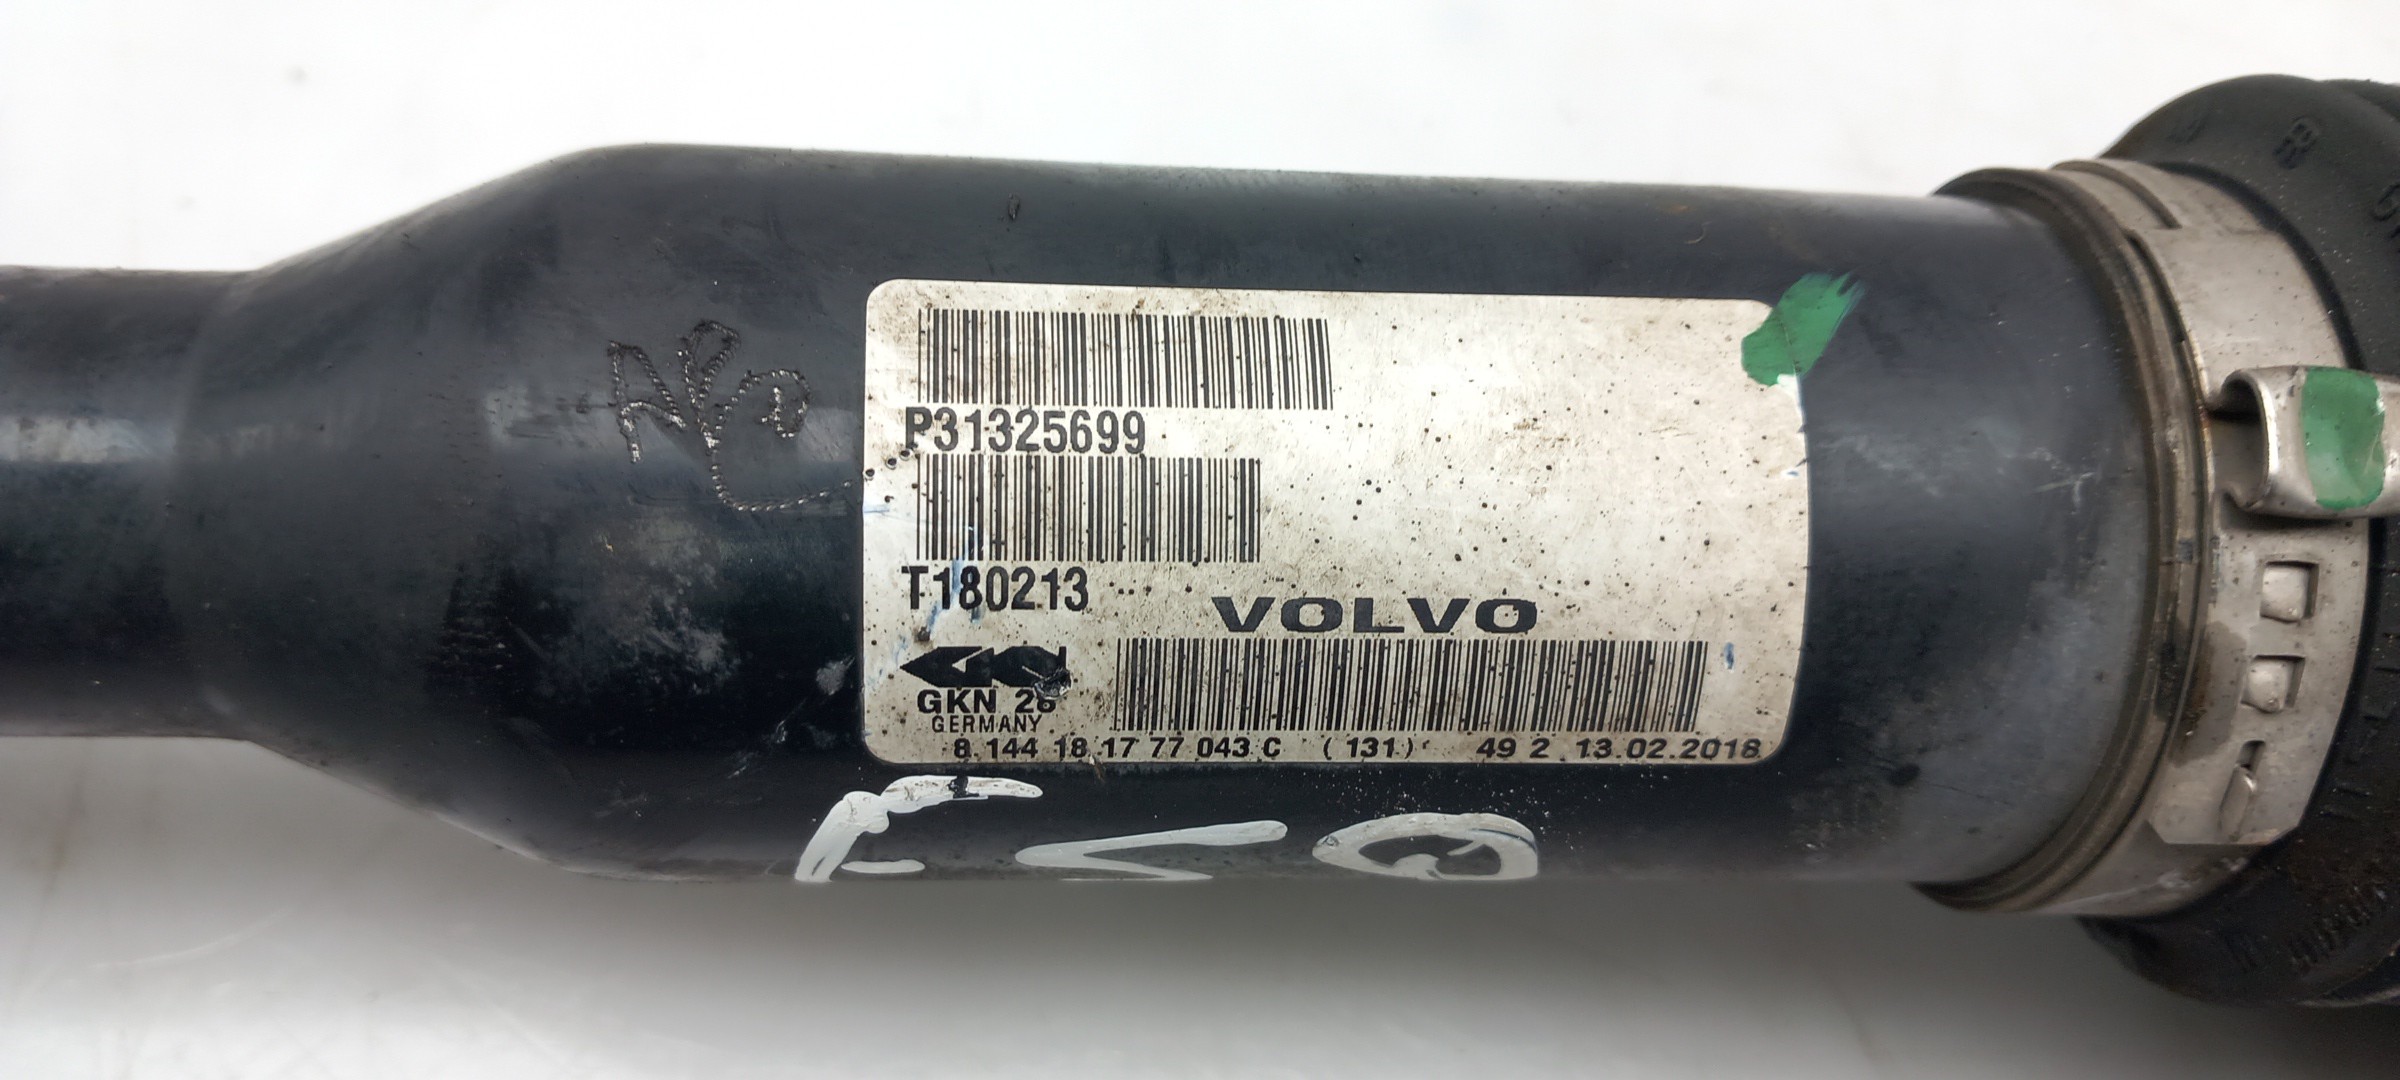 P31325699
T180213
VOLVO
GKN 26
GERMANY
8.144 18 17 77 043 C (131) 49 2 13.02.2018